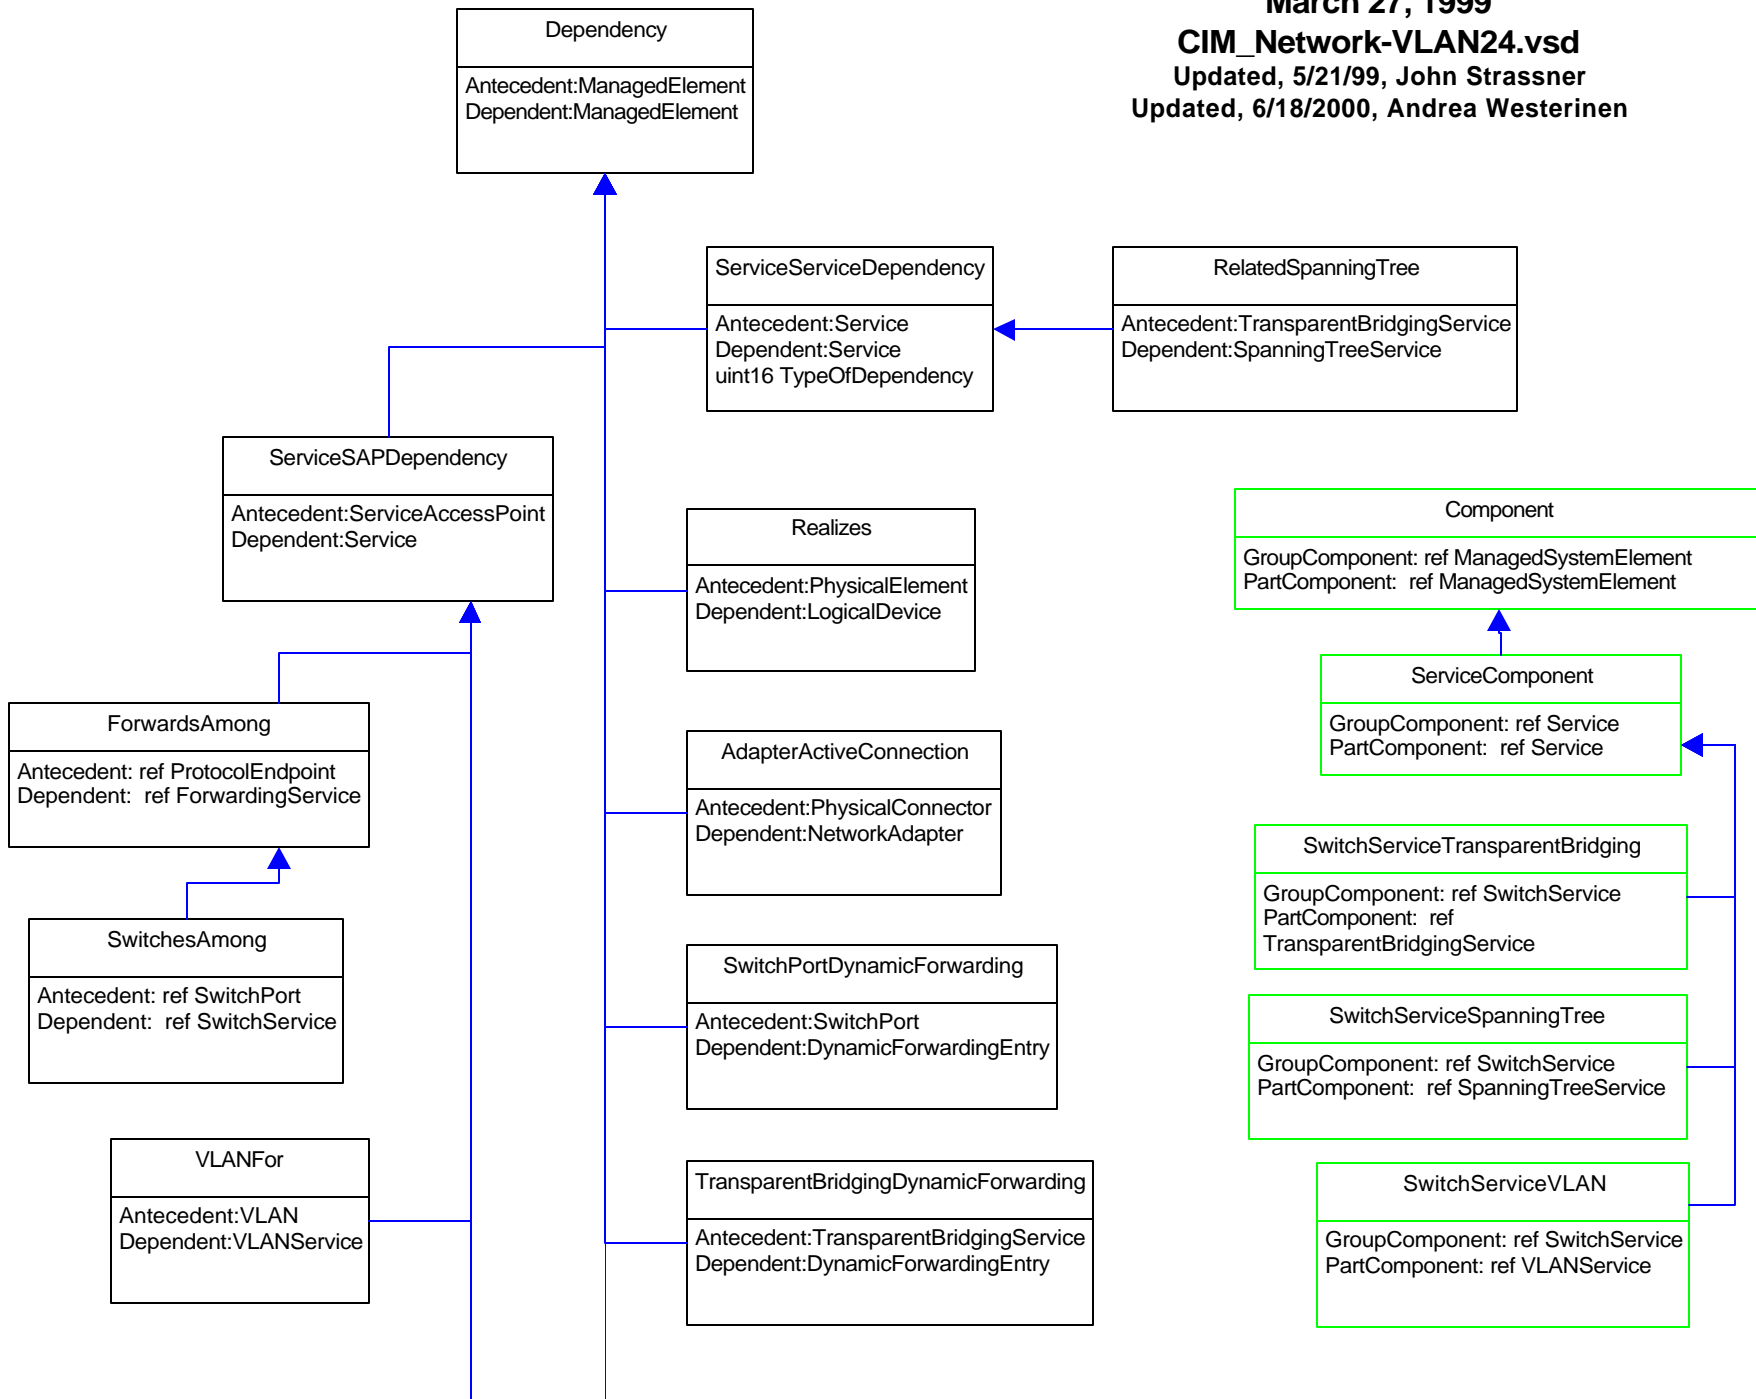 March 27, 1999
CIM_Network-VLAN24.vsd
Updated, 5/21/99, John Strassner
Updated, 6/18/2000, Andrea Westerinen
Dependency
Antecedent:ManagedElement
Dependent:ManagedElement
ServiceServiceDependency
Antecedent:Service
Dependent:Service
uint16 TypeOfDependency
RelatedSpanningTree
Antecedent:TransparentBridgingService
Dependent:SpanningTreeService
ServiceSAPDependency
Antecedent:ServiceAccessPoint
Dependent:Service
Realizes
Antecedent:PhysicalElement
Dependent:LogicalDevice
Component
GroupComponent: ref ManagedSystemElement
PartComponent:  ref ManagedSystemElement
ServiceComponent
GroupComponent: ref Service
PartComponent:  ref Service
ForwardsAmong
Antecedent: ref ProtocolEndpoint
Dependent:  ref ForwardingService
AdapterActiveConnection
Antecedent:PhysicalConnector
Dependent:NetworkAdapter
SwitchServiceTransparentBridging
GroupComponent: ref SwitchService
PartComponent:  ref
TransparentBridgingService
SwitchesAmong
Antecedent: ref SwitchPort
Dependent:  ref SwitchService
SwitchPortDynamicForwarding
Antecedent:SwitchPort
Dependent:DynamicForwardingEntry
SwitchServiceSpanningTree
GroupComponent: ref SwitchService
PartComponent:  ref SpanningTreeService
VLANFor
Antecedent:VLAN
Dependent:VLANService
TransparentBridgingDynamicForwarding
Antecedent:TransparentBridgingService
Dependent:DynamicForwardingEntry
SwitchServiceVLAN
GroupComponent: ref SwitchService
PartComponent: ref VLANService